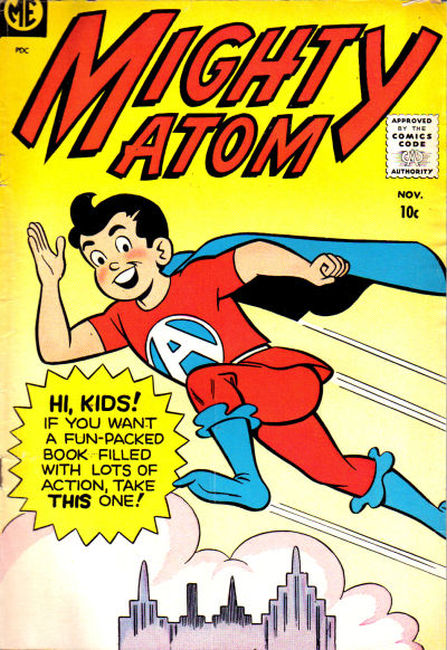 ME
PDC
MIGHTY
ATOM
APPROVED
BY THE
COMICS
CODE
CAA
AUTHORITY
NOV.
10¢
A
HI, KIDS!
IF YOU WANT
A FUN-PACKED
BOOK FILLED
WITH LOTS OF
ACTION, TAKE
THIS ONE!